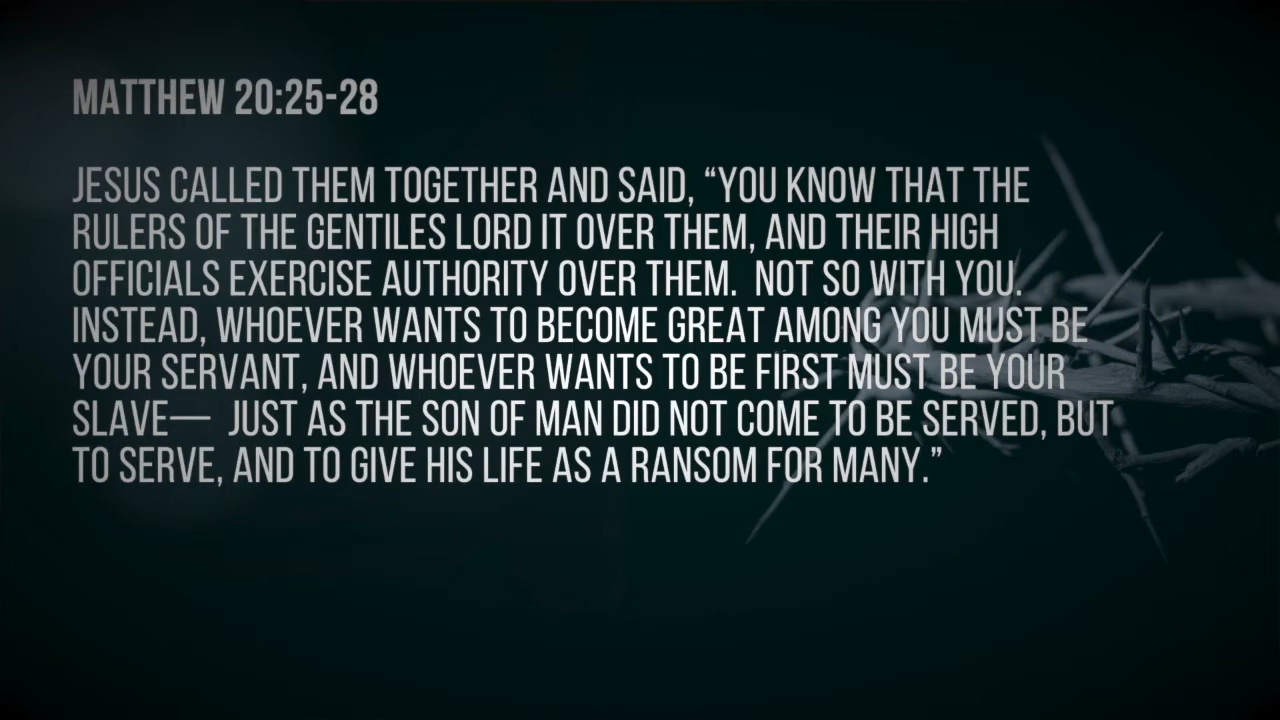 MATTHEW 20:25-28
JESUS CALLED THEM TOGETHER AND SAID, “YOU KNOW THAT THE
RULERS OF THE GENTILES LORD IT OVER THEM, AND THEIR HIGH
OFFICIALS EXERCISE AUTHORITY OVER THEM.  NOT SO WITH YOU.
INSTEAD, WHOEVER WANTS TO BECOME GREAT AMONG YOU MUST BE
YOUR SERVANT, AND WHOEVER WANTS TO BE FIRST MUST BE YOUR
SLAVE—  JUST AS THE SON OF MAN DID NOT COME TO BE SERVED, BUT
TO SERVE, AND TO GIVE HIS LIFE AS A RANSOM FOR MANY.”